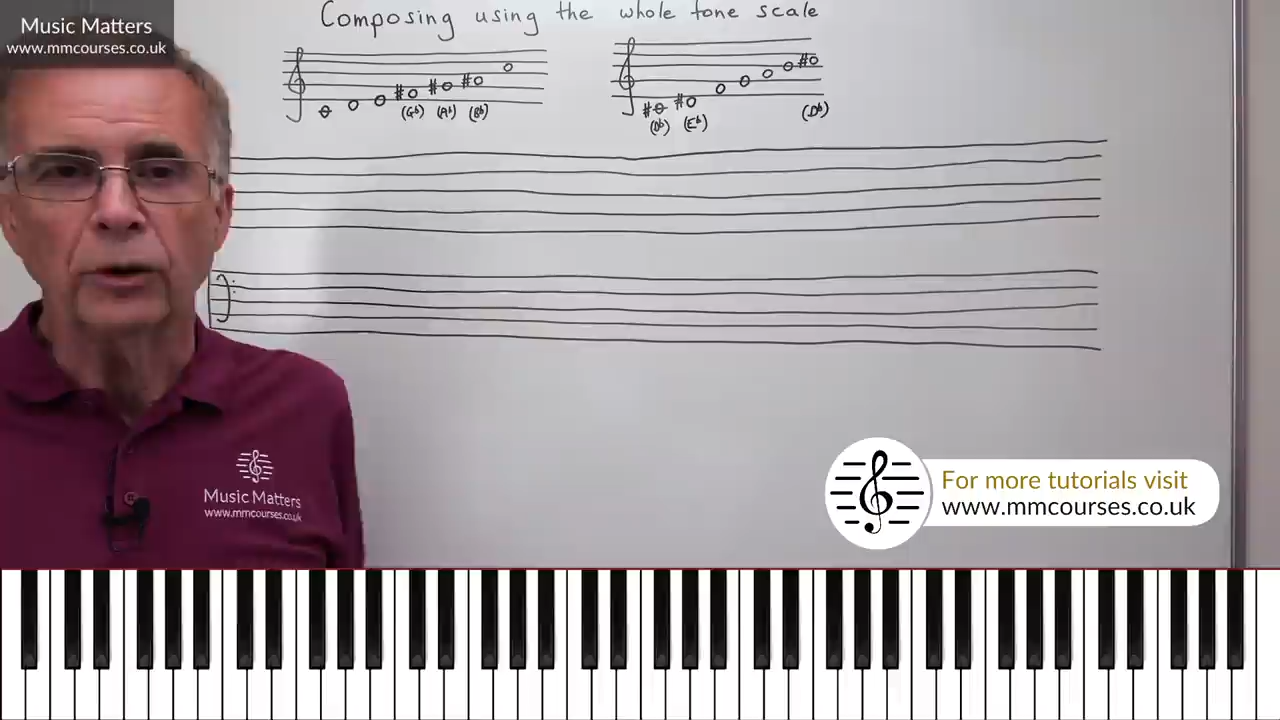 Music Matters
www.mmcourses.co.uk
Composing using the whole tone scale
(G♭) (A♭) (B♭)
(D♭) (E♭) (D♭)
Music Matters
www.mmcourses.co.uk
For more tutorials visit
www.mmcourses.co.uk